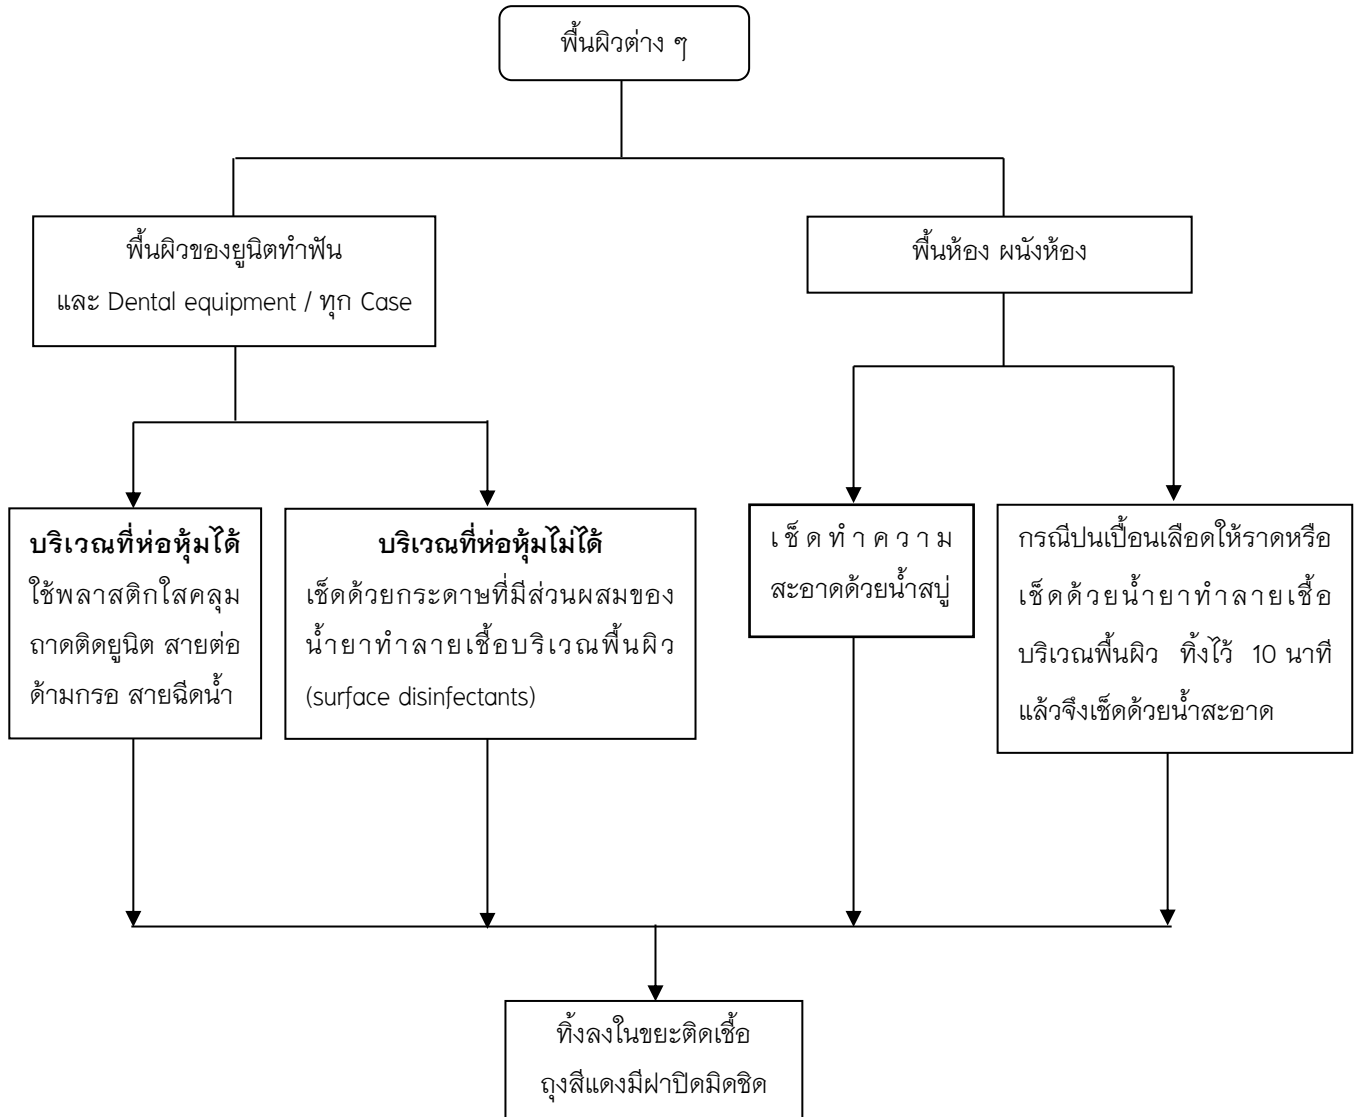 พื้นผิวต่าง ๆ
พื้นผิวของยูนิตทำฟัน
และ Dental equipment / ทุก Case
พื้นห้อง ผนังห้อง
บริเวณที่ห่อหุ้มได้
ใช้พลาสติกใสคลุม
ถาดติดยูนิต สายต่อ
ด้ามกรอ สายฉีดน้ำ
บริเวณที่ห่อหุ้มไม่ได้
เช็ดด้วยกระดาษที่มีส่วนผสมของ
น้ำยาทำลายเชื้อบริเวณพื้นผิว
(surface disinfectants)
เช็ดทำความ
สะอาดด้วยน้ำสบู่
กรณีปนเปื้อนเลือดให้ราดหรือ
เช็ดด้วยน้ำยาทำลายเชื้อ
บริเวณพื้นผิว ทิ้งไว้ 10 นาที
แล้วจึงเช็ดด้วยน้ำสะอาด
ทิ้งลงในขยะติดเชื้อ
ถุงสีแดงมีฝาปิดมิดชิด